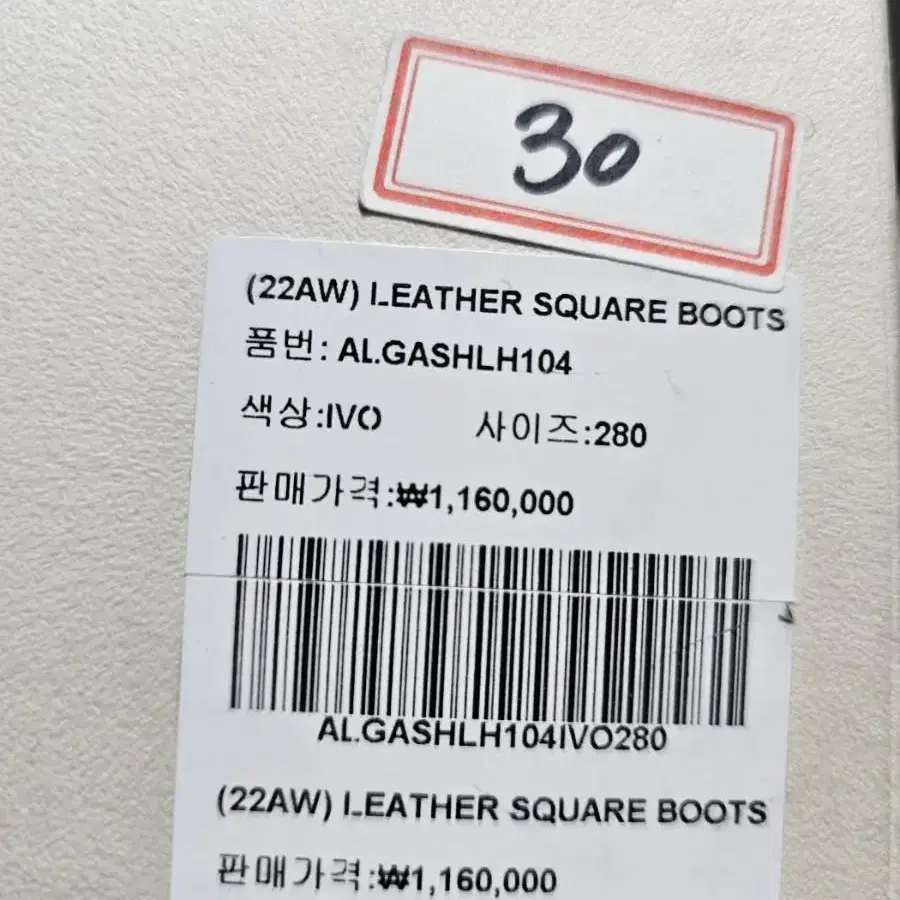 30
(22AW) LEATHER SQUARE BOOTS
품번: AL.GASHLH104
색상:IVO 사이즈:280
판매가격:₩1,160,000
AL.GASHLH104IVO280
(22AW) LEATHER SQUARE BOOTS
판매가격:₩1,160,000